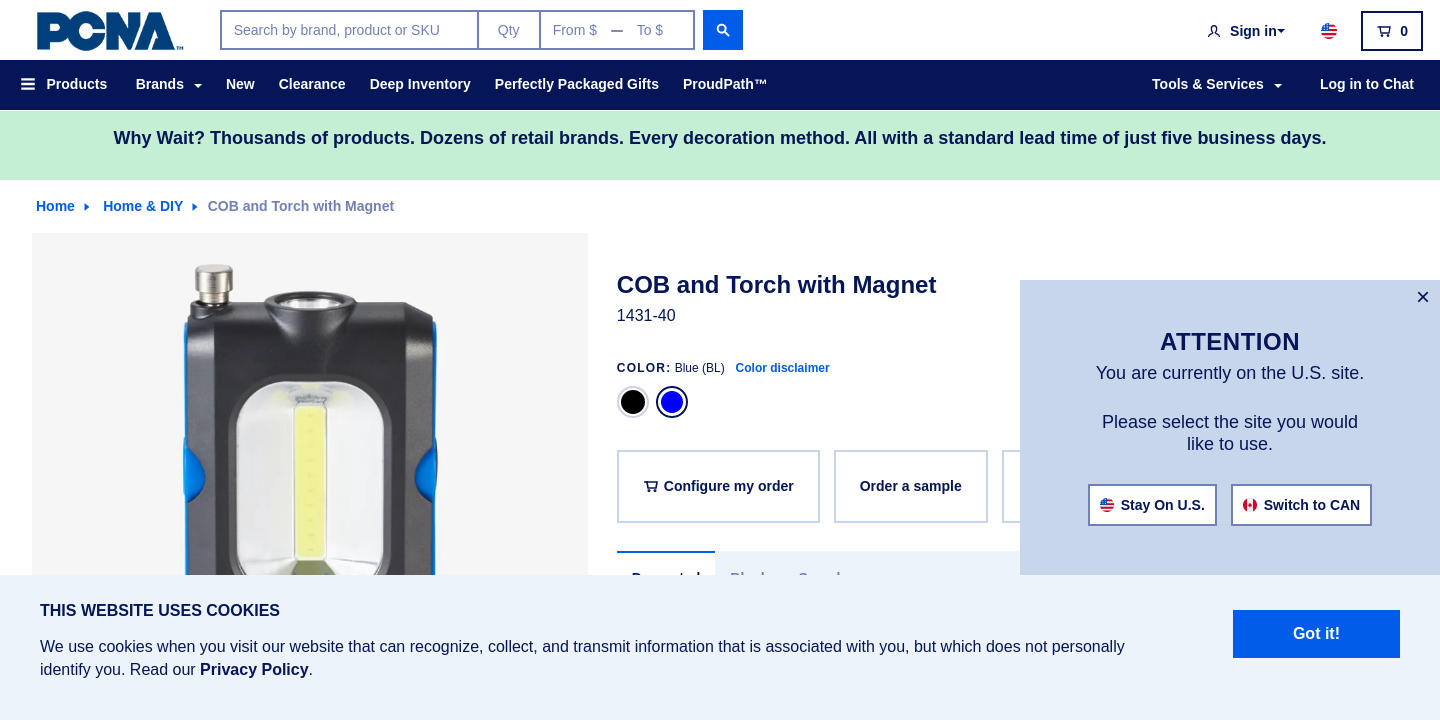 PCNA™
Search by brand, product or SKU
Qty
From $ — To $
Sign in
0
Products
Brands
New
Clearance
Deep Inventory
Perfectly Packaged Gifts
ProudPath™
Tools & Services
Log in to Chat
Why Wait? Thousands of products. Dozens of retail brands. Every decoration method. All with a standard lead time of just five business days.
Home
Home & DIY
COB and Torch with Magnet
COB and Torch with Magnet
1431-40
COLOR: Blue (BL) Color disclaimer
Configure my order
Order a sample
×
ATTENTION
You are currently on the U.S. site.
Please select the site you would
like to use.
Stay On U.S.
Switch to CAN
THIS WEBSITE USES COOKIES
We use cookies when you visit our website that can recognize, collect, and transmit information that is associated with you, but which does not personally
identify you. Read our Privacy Policy.
Got it!